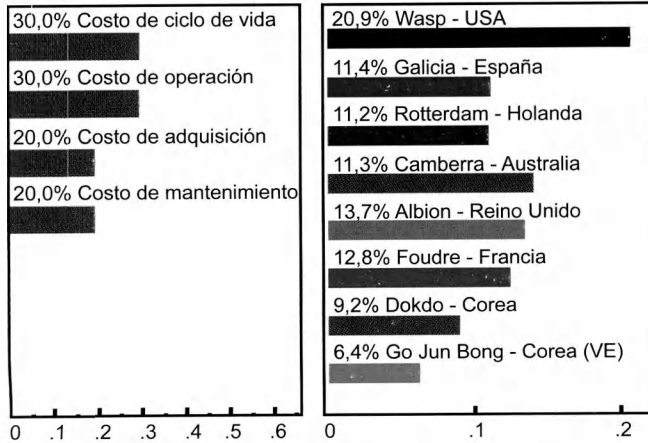 30,0% Costo de ciclo de vida
30,0% Costo de operación
20,0% Costo de adquisición
20,0% Costo de mantenimiento
0 .1 .2 .3 .4 .5 .6
20,9% Wasp - USA
11,4% Galicia - España
11,2% Rotterdam - Holanda
11,3% Camberra - Australia
13,7% Albion - Reino Unido
12,8% Foudre - Francia
9,2% Dokdo - Corea
6,4% Go Jun Bong - Corea (VE)
0 .1 .2